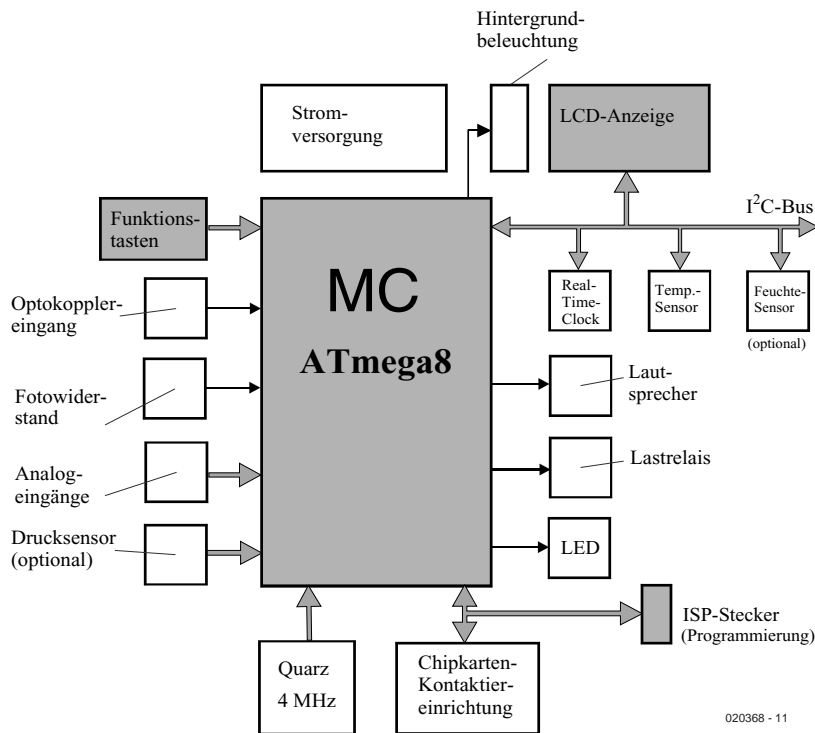 Hintergrund-
beleuchtung
Strom-
versorgung
LCD-Anzeige
Funktions-
tasten
I²C-Bus
Optokoppler-
eingang
MC
ATmega8
Real-
Time-
Clock
Temp.-
Sensor
Feuchte-
Sensor
(optional)
Fotowider-
stand
Laut-
sprecher
Analog-
eingänge
Lastrelais
Drucksensor
(optional)
LED
ISP-Stecker
(Programmierung)
Quarz
4 MHz
Chipkarten-
Kontaktier-
einrichtung
020368 - 11